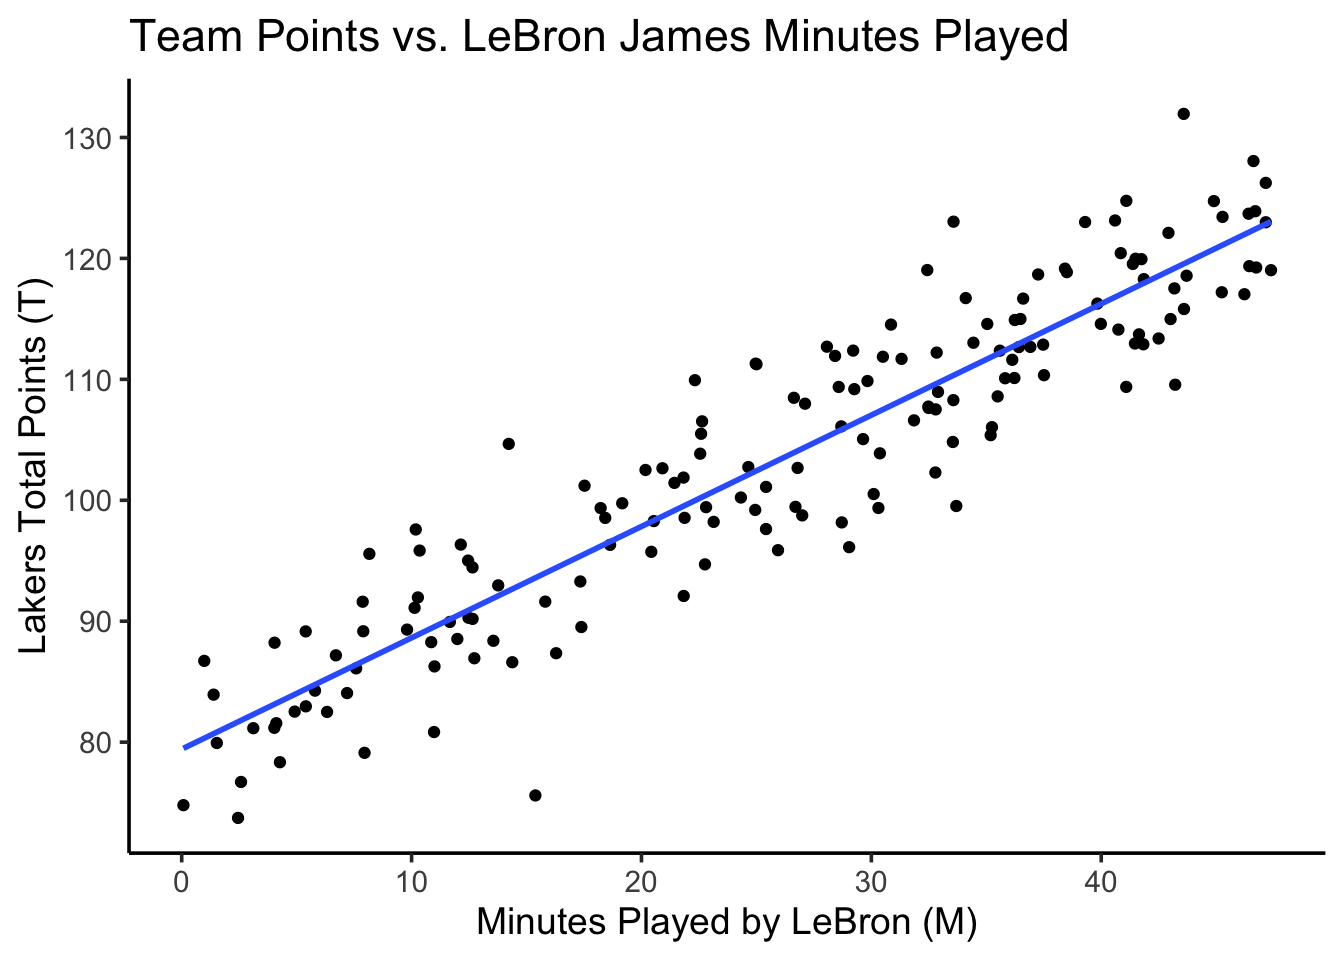 Team Points vs. LeBron James Minutes Played
Lakers Total Points (T)
130
120
110
100
90
80
0 10 20 30 40
Minutes Played by LeBron (M)